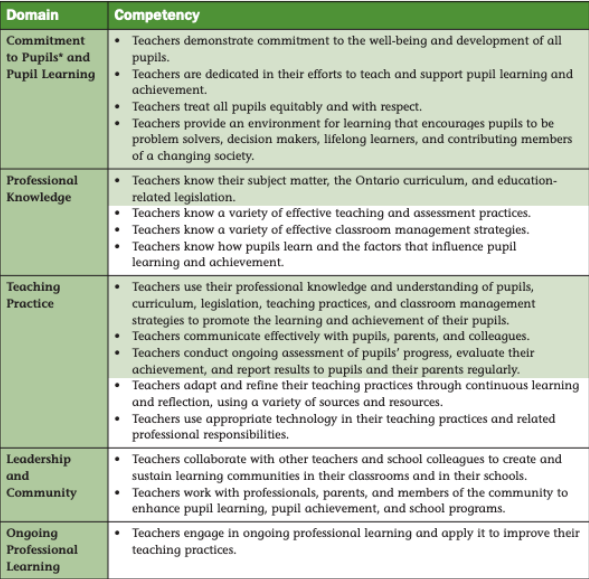 Domain Competency
Commitment to Pupils* and Pupil Learning
• Teachers demonstrate commitment to the well-being and development of all
pupils.
• Teachers are dedicated in their efforts to teach and support pupil learning and
achievement.
• Teachers treat all pupils equitably and with respect.
• Teachers provide an environment for learning that encourages pupils to be
problem solvers, decision makers, lifelong learners, and contributing members
of a changing society.
Professional
Knowledge
• Teachers know their subject matter, the Ontario curriculum, and education-
related legislation.
• Teachers know a variety of effective teaching and assessment practices.
• Teachers know a variety of effective classroom management strategies.
• Teachers know how pupils learn and the factors that influence pupil
learning and achievement.
Teaching
Practice
• Teachers use their professional knowledge and understanding of pupils,
curriculum, legislation, teaching practices, and classroom management
strategies to promote the learning and achievement of their pupils.
• Teachers communicate effectively with pupils, parents, and colleagues.
• Teachers conduct ongoing assessment of pupils’ progress, evaluate their
achievement, and report results to pupils and their parents regularly.
• Teachers adapt and refine their teaching practices through continuous learning
and reflection, using a variety of sources and resources.
• Teachers use appropriate technology in their teaching practices and related
professional responsibilities.
Leadership
and
Community
• Teachers collaborate with other teachers and school colleagues to create and
sustain learning communities in their classrooms and in their schools.
• Teachers work with professionals, parents, and members of the community to
enhance pupil learning, pupil achievement, and school programs.
Ongoing
Professional
Learning
• Teachers engage in ongoing professional learning and apply it to improve their
teaching practices.